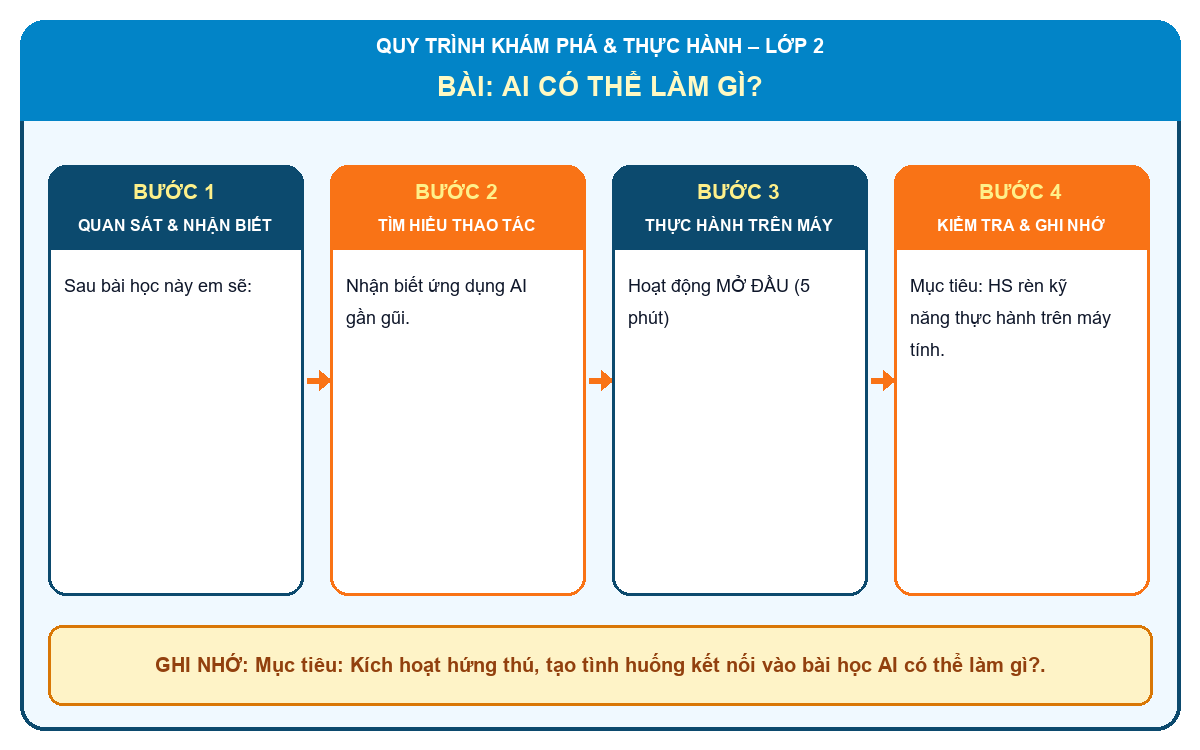 QUY TRÌNH KHÁM PHÁ & THỰC HÀNH – LỚP 2
BÀI: AI CÓ THỂ LÀM GÌ?
BƯỚC 1
QUAN SÁT & NHẬN BIẾT
Sau bài học này em sẽ:
BƯỚC 2
TÌM HIỂU THAO TÁC
Nhận biết ứng dụng AI
gần gũi.
BƯỚC 3
THỰC HÀNH TRÊN MÁY
Hoạt động MỞ ĐẦU (5
phút)
BƯỚC 4
KIỂM TRA & GHI NHỚ
Mục tiêu: HS rèn kỹ
năng thực hành trên máy
tính.
GHI NHỚ: Mục tiêu: Kích hoạt hứng thú, tạo tình huống kết nối vào bài học AI có thể làm gì?.